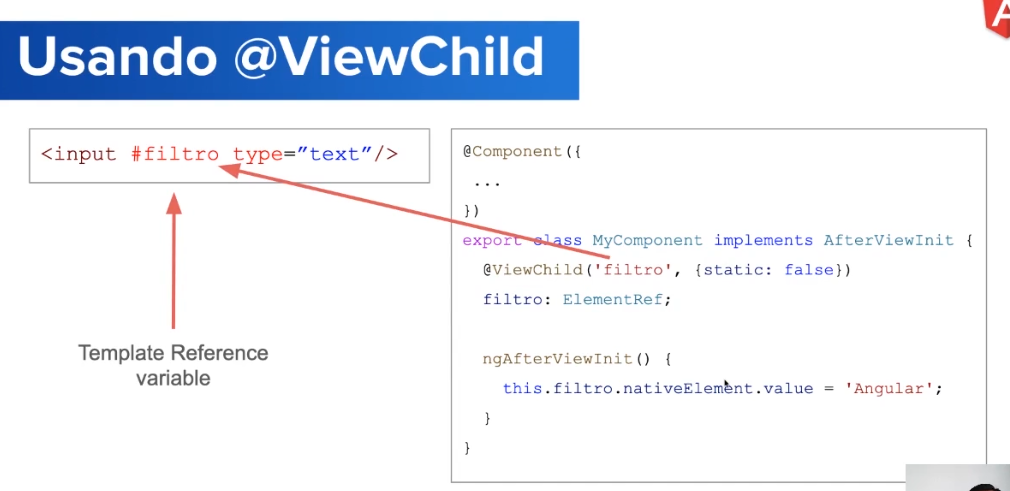 Usando @ViewChild
<input #filtro type=”text”/>
Template Reference
variable
@Component({
...
})
export class MyComponent implements AfterViewInit {
@ViewChild('filtro', {static: false})
filtro: ElementRef;
ngAfterViewInit() {
this.filtro.nativeElement.value = 'Angular';
}
}